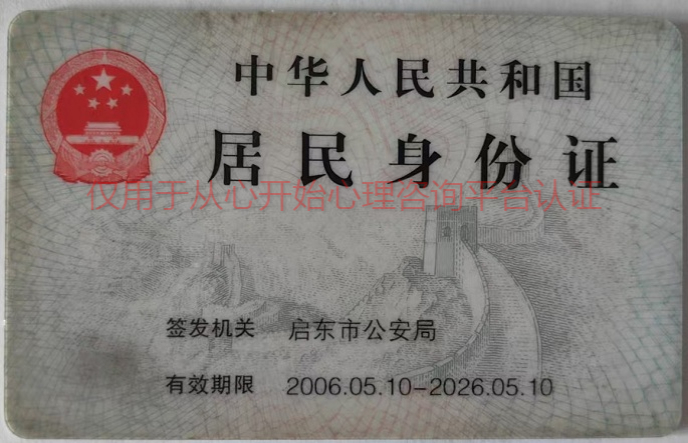 中华人民共和国
居民身份证
仅用于从心开始心理咨询平台认证
签发机关 启东市公安局
有效期限 2006.05.10-2026.05.10